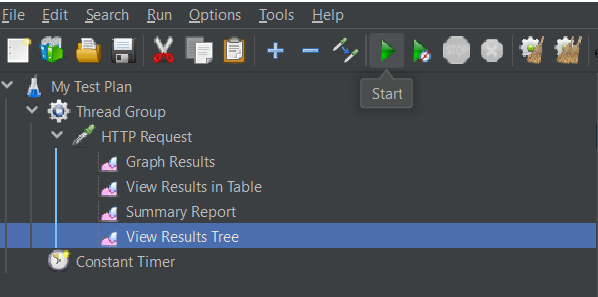 File Edit Search Run Options Tools Help
STOP
Start
My Test Plan
Thread Group
HTTP Request
Graph Results
View Results in Table
Summary Report
View Results Tree
Constant Timer